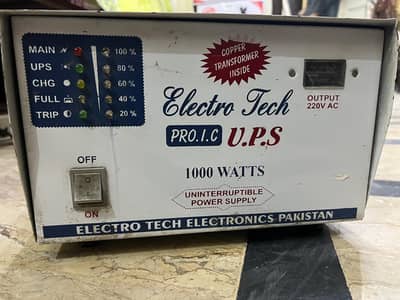 MAIN 100 %
UPS 80 %
CHG 60 %
FULL 40 %
TRIP 20 %
COPPER
TRANSFORMER
INSIDE
Electro Tech
PRO.I.C U.P.S
1000 WATTS
UNINTERRUPTIBLE
POWER SUPPLY
OUTPUT
220V AC
OFF
ON
ELECTRO TECH ELECTRONICS PAKISTAN